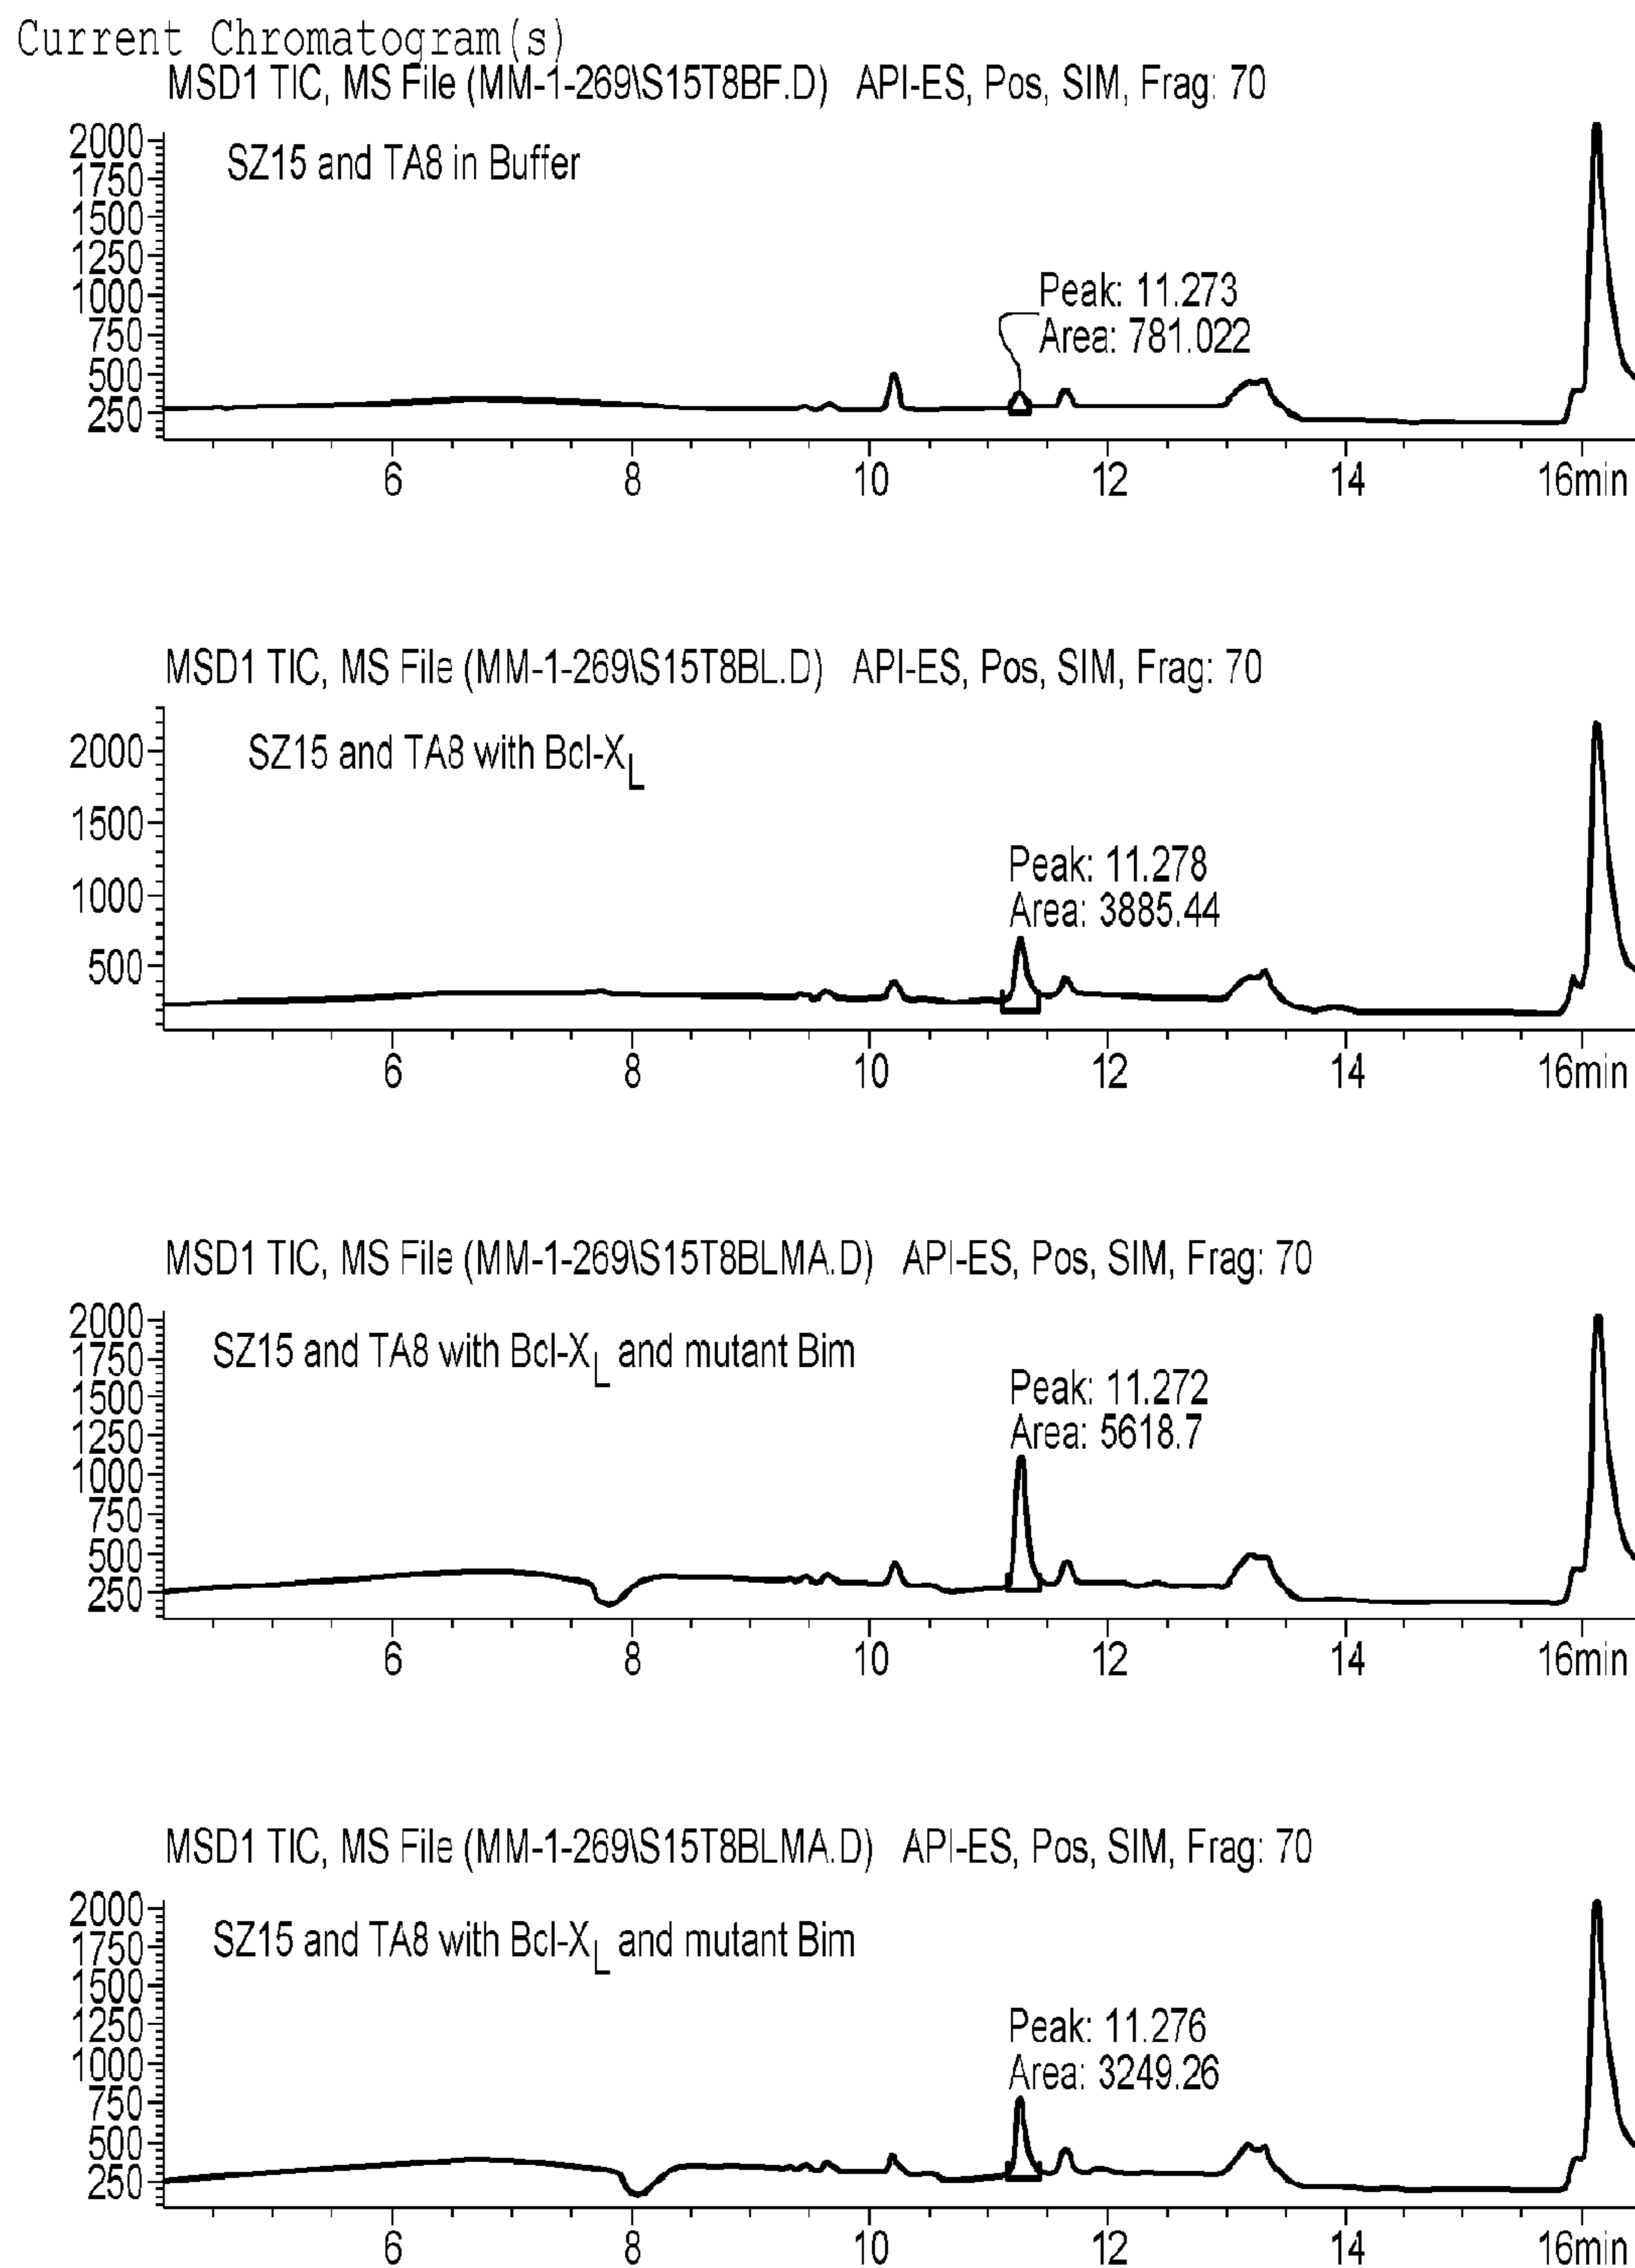 Current Chromatogram(s)
MSD1 TIC, MS File (MM-1-269\S15T8BF.D) API-ES, Pos, SIM, Frag: 70
SZ15 and TA8 in Buffer
2000
1750
1500
1250
1000
750
500
250
Peak: 11.273
Area: 781.022
6 8 10 12 14 16min
MSD1 TIC, MS File (MM-1-269\S15T8BL.D) API-ES, Pos, SIM, Frag: 70
SZ15 and TA8 with Bcl-XL
2000
1500
1000
500
Peak: 11.278
Area: 3885.44
6 8 10 12 14 16min
MSD1 TIC, MS File (MM-1-269\S15T8BLMA.D) API-ES, Pos, SIM, Frag: 70
SZ15 and TA8 with Bcl-XL and mutant Bim
2000
1750
1500
1250
1000
750
500
250
Peak: 11.272
Area: 5618.7
6 8 10 12 14 16min
MSD1 TIC, MS File (MM-1-269\S15T8BLMA.D) API-ES, Pos, SIM, Frag: 70
SZ15 and TA8 with Bcl-XL and mutant Bim
2000
1750
1500
1250
1000
750
500
250
Peak: 11.276
Area: 3249.26
6 8 10 12 14 16min